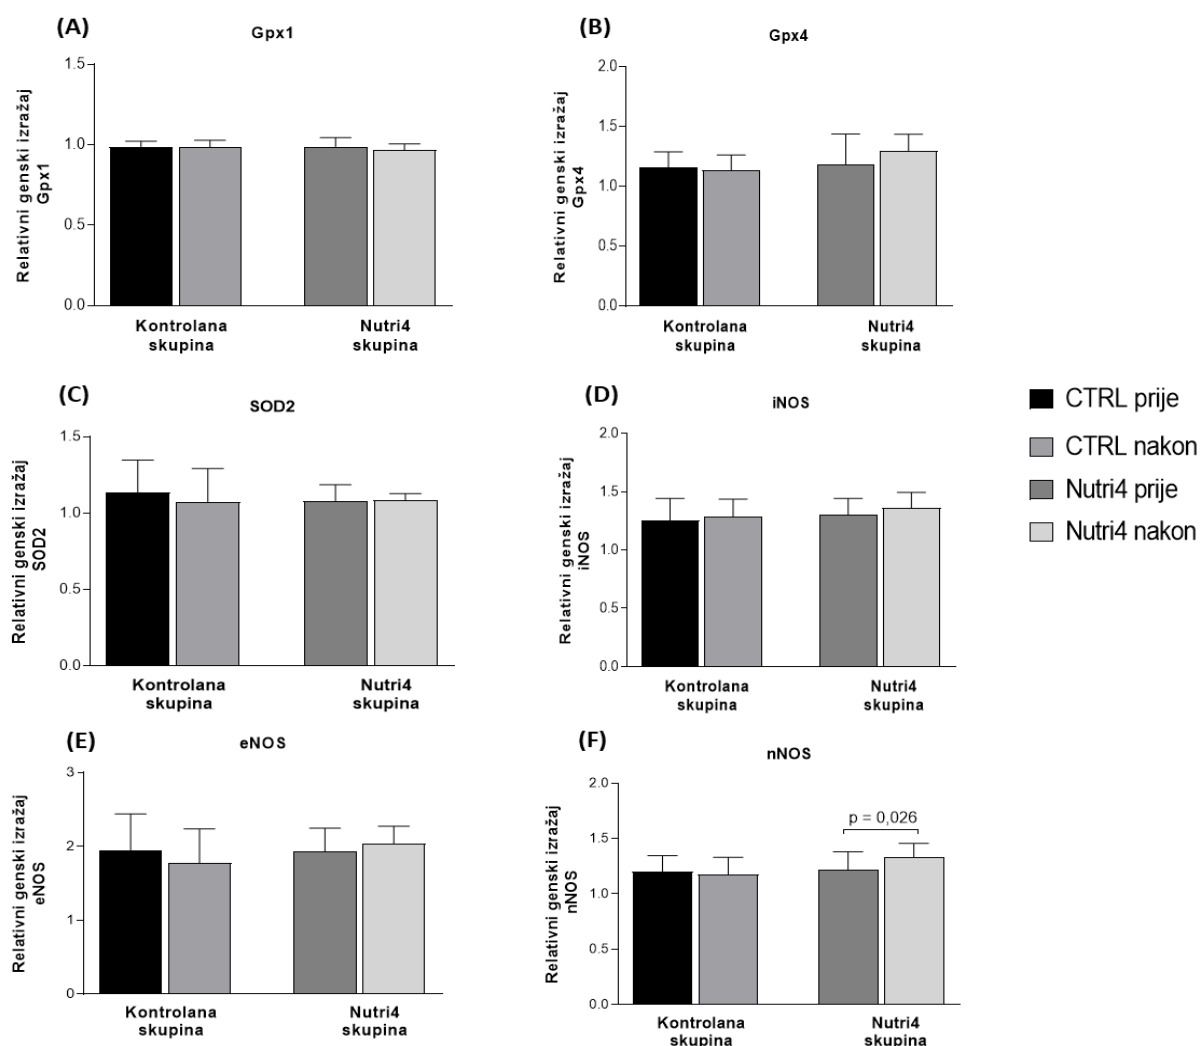 (A)
Gpx1
Relativni genski izražaj
Gpx1
1.5
1.0
0.5
0.0
Kontrolana
skupina
Nutri4
skupina
(B)
Gpx4
Relativni genski izražaj
Gpx4
2.0
1.5
1.0
0.5
0.0
Kontrolana
skupina
Nutri4
skupina
(C)
SOD2
Relativni genski izražaj
SOD2
1.5
1.0
0.5
0.0
Kontrolana
skupina
Nutri4
skupina
(D)
iNOS
Relativni genski izražaj
iNOS
2.0
1.5
1.0
0.5
0.0
Kontrolana
skupina
Nutri4
skupina
CTRL prije
CTRL nakon
Nutri4 prije
Nutri4 nakon
(E)
eNOS
Relativni genski izražaj
eNOS
3
2
1
0
Kontrolana
skupina
Nutri4
skupina
(F)
nNOS
Relativni genski izražaj
nNOS
2.0
1.5
1.0
0.5
0.0
p = 0,026
Kontrolana
skupina
Nutri4
skupina